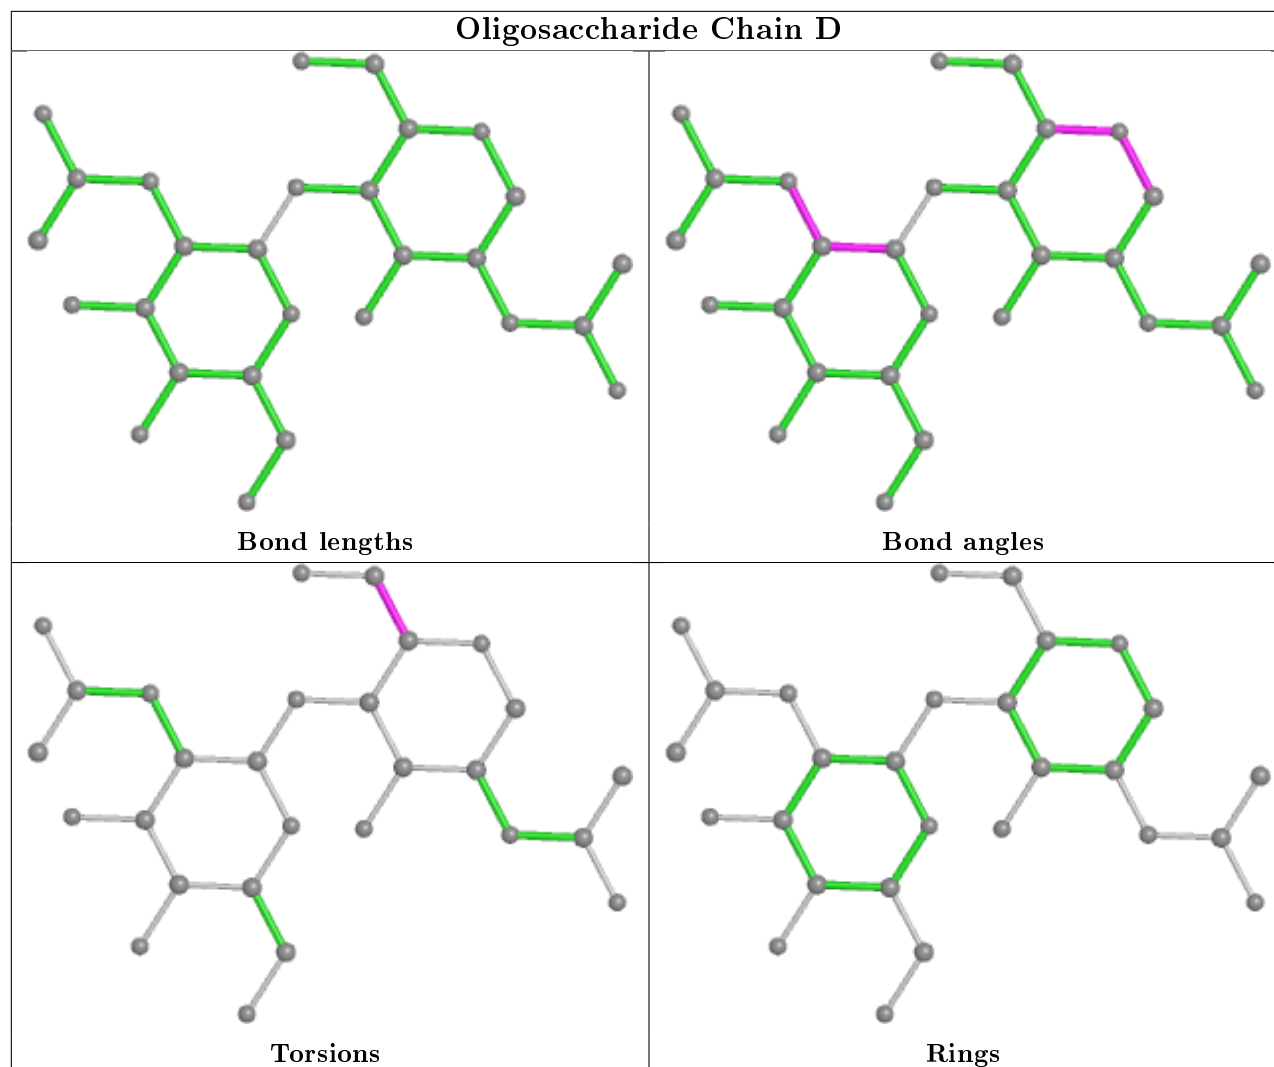 Oligosaccharide Chain D
Bond lengths
Bond angles
Torsions
Rings